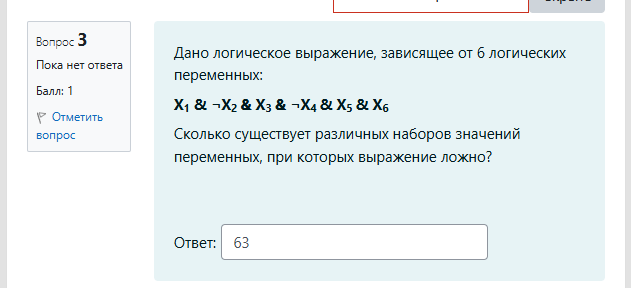 Вопрос 3
Пока нет ответа
Балл: 1
Отметить
вопрос
Дано логическое выражение, зависящее от 6 логических
переменных:
X₁ & ¬X₂ & X₃ & ¬X₄ & X₅ & X₆
Сколько существует различных наборов значений
переменных, при которых выражение ложно?
Ответ: 63